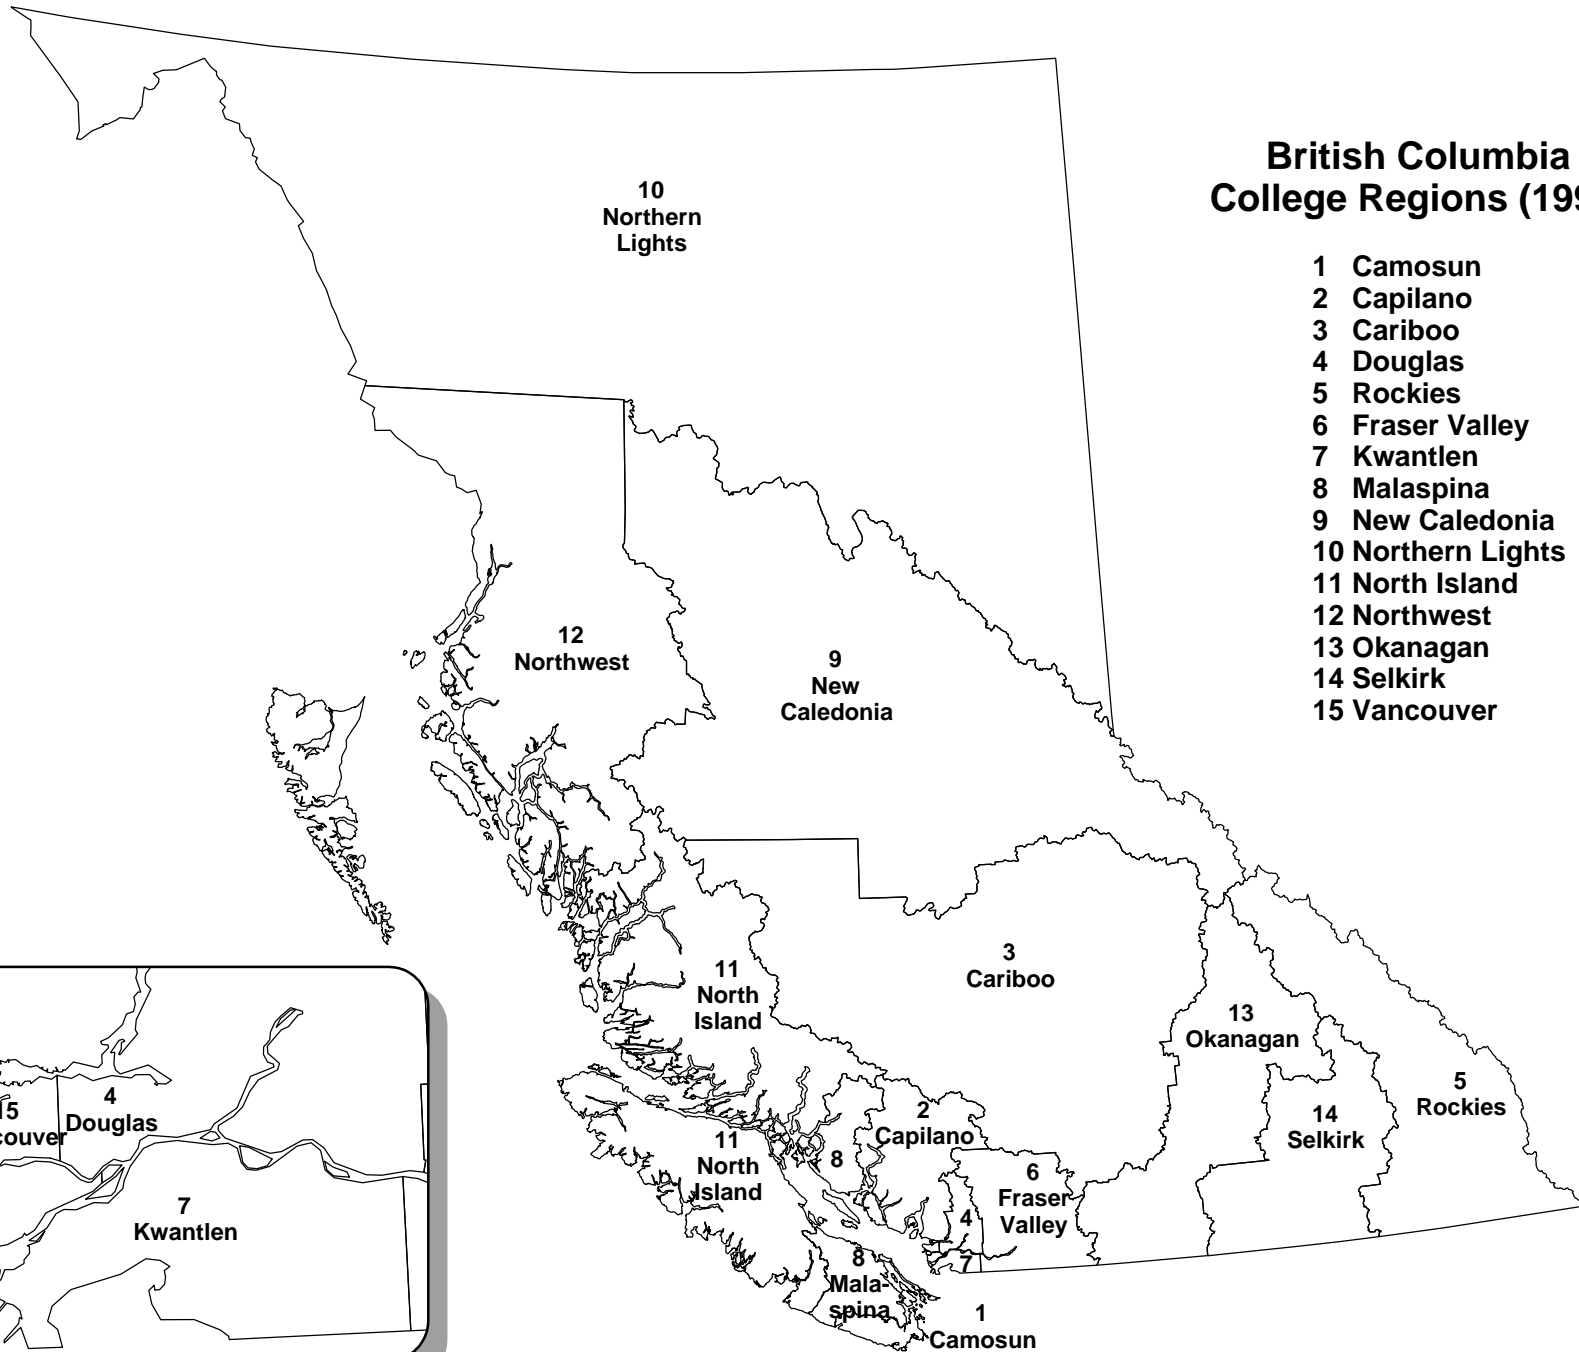 British Columbia
College Regions (199
1 Camosun
2 Capilano
3 Cariboo
4 Douglas
5 Rockies
6 Fraser Valley
7 Kwantlen
8 Malaspina
9 New Caledonia
10 Northern Lights
11 North Island
12 Northwest
13 Okanagan
14 Selkirk
15 Vancouver
10
Northern
Lights
12
Northwest
9
New
Caledonia
3
Cariboo
11
North
Island
13
Okanagan
5
Rockies
14
Selkirk
2
Capilano
11
North
Island
8
6
Fraser
Valley
4
7
8
Mala-
spina
1
Camosun
15
couver
4
Douglas
7
Kwantlen